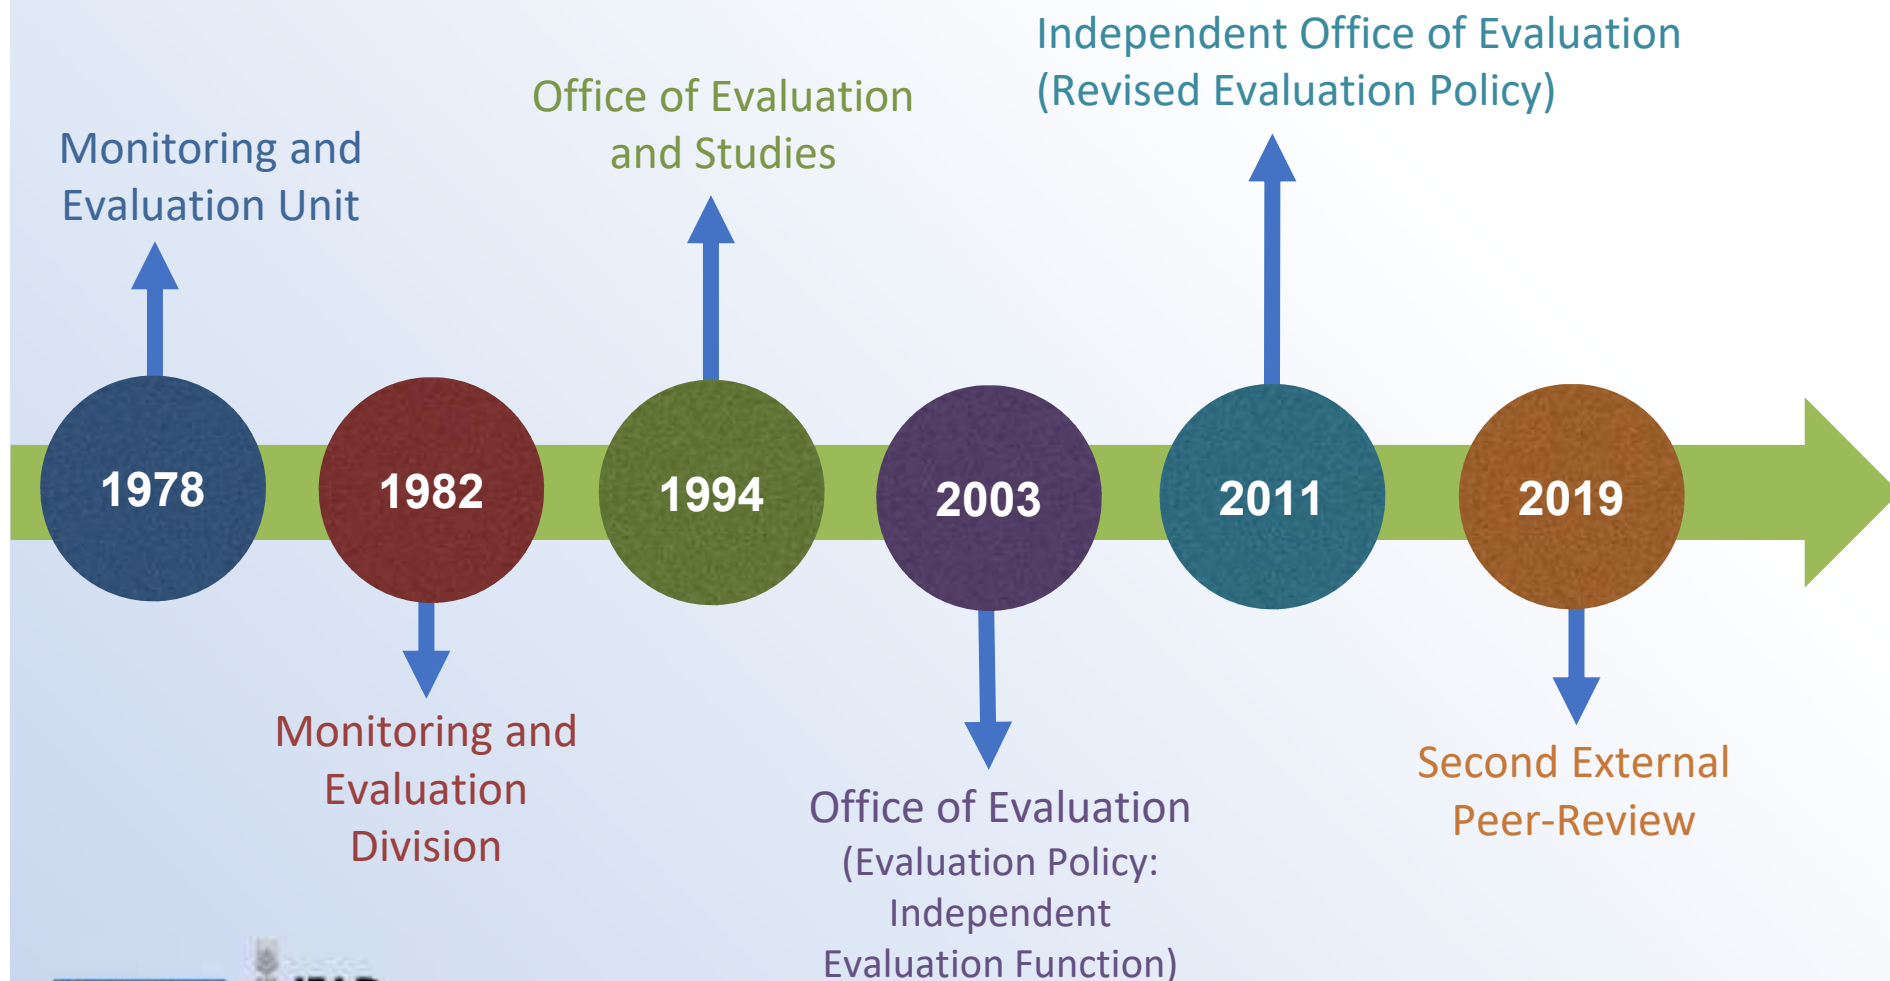 Independent Office of Evaluation
(Revised Evaluation Policy)
Office of Evaluation
and Studies
Monitoring and
Evaluation Unit
1978
1982
1994
2003
2011
2019
Monitoring and
Evaluation
Division
Office of Evaluation
(Evaluation Policy:
Independent
Evaluation Function)
Second External
Peer-Review